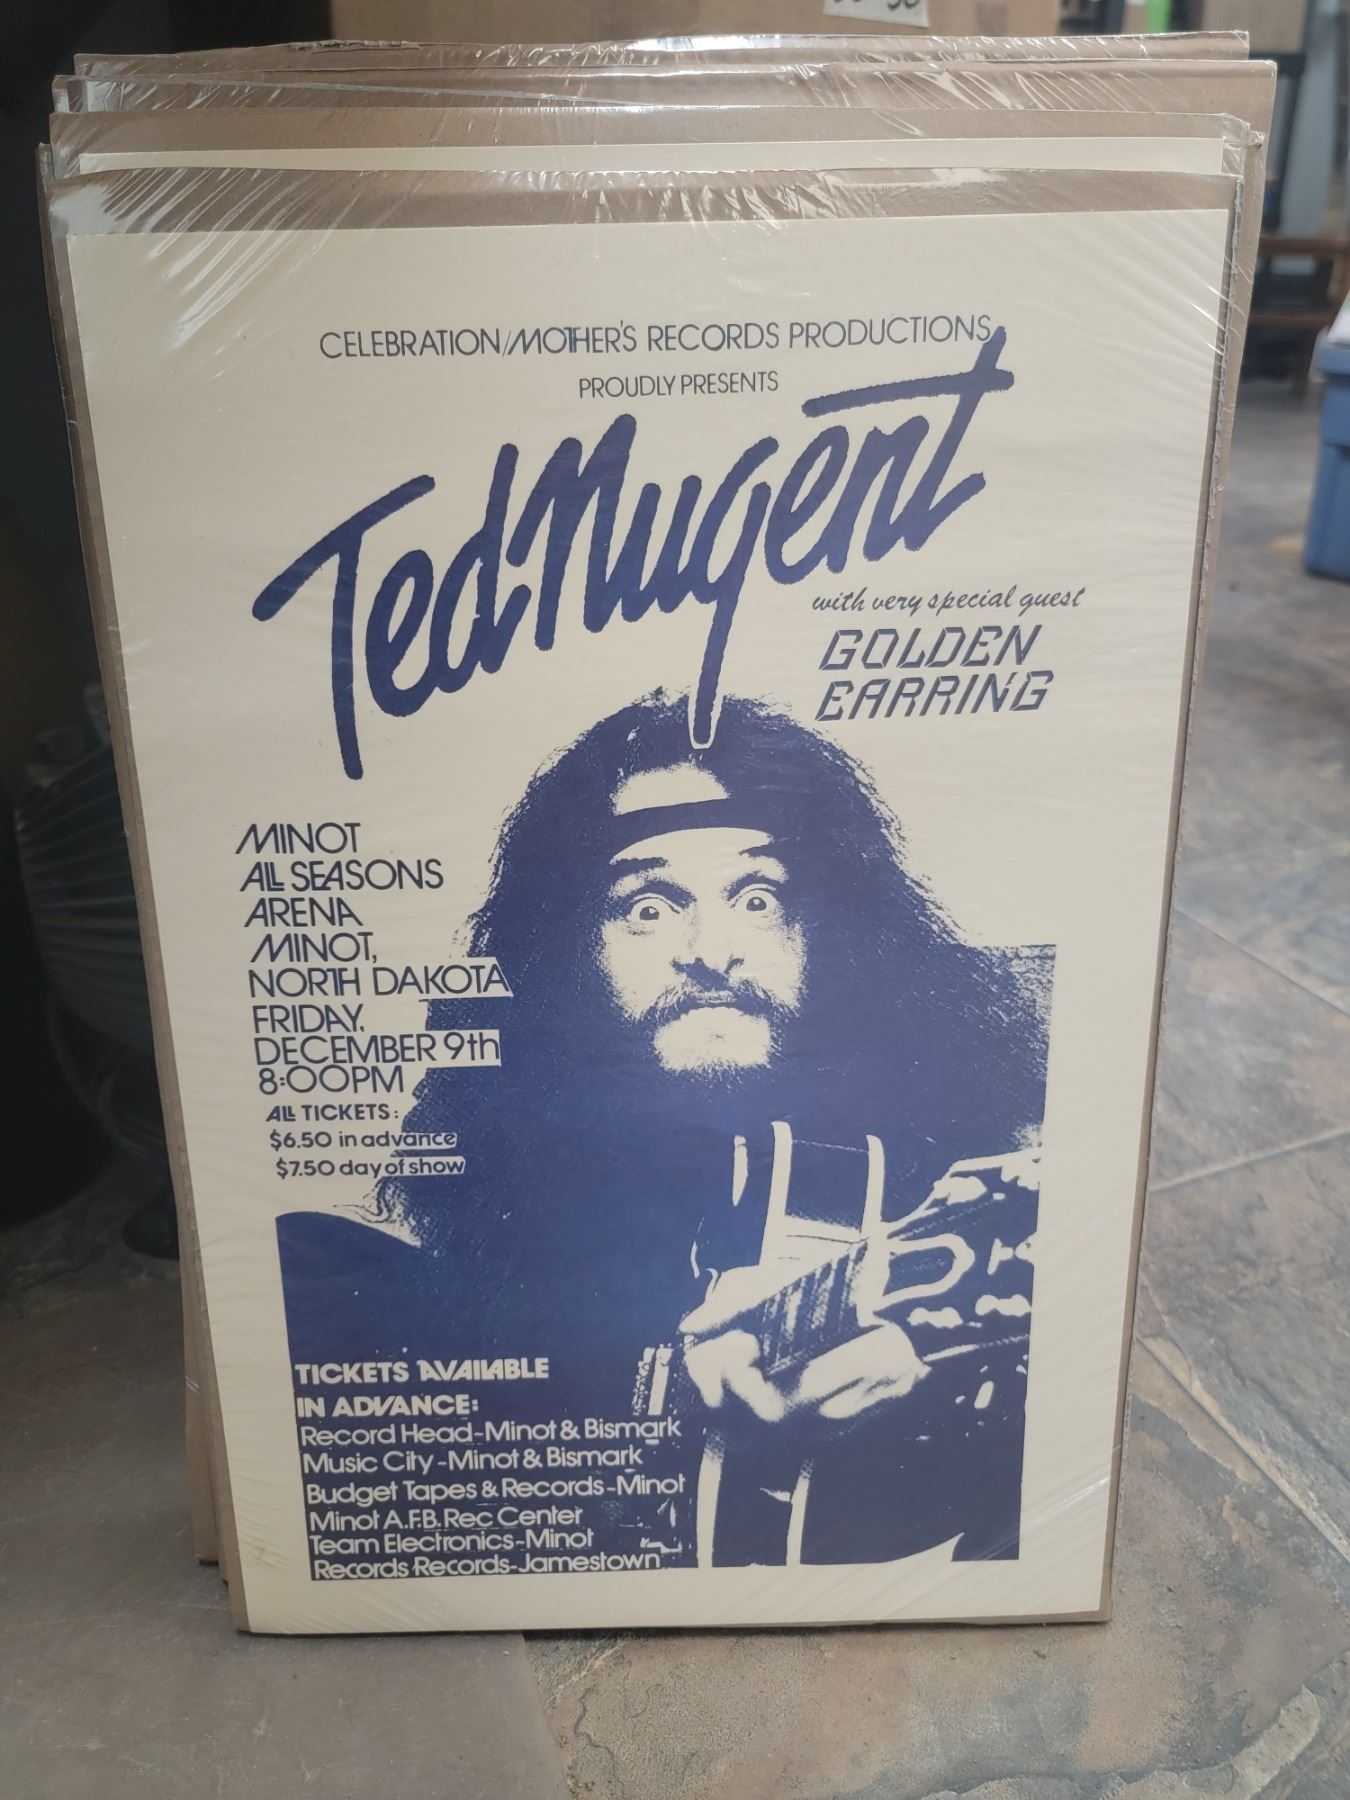 CELEBRATION/MOTHER'S RECORDS PRODUCTIONS
PROUDLY PRESENTS
Ted Nugent
with very special guest
GOLDEN
EARRING
MINOT
ALL SEASONS
ARENA
MINOT,
NORTH DAKOTA
FRIDAY,
DECEMBER 9th
8:00PM
ALL TICKETS:
$6.50 in advance
$7.50 day of show
TICKETS AVAILABLE
IN ADVANCE:
Record Head-Minot & Bismark
Music City-Minot & Bismark
Budget Tapes & Records-Minot
Minot A.F.B. Rec Center
Team Electronics-Minot
Records Records-Jamestown